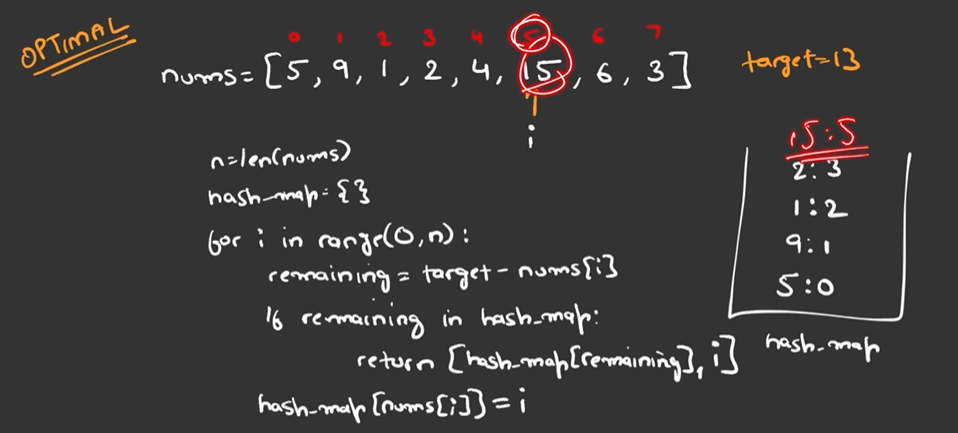 OPTIMAL
0 1 2 3 4 5 6 7
nums = [5, 9, 1, 2, 4, 15, 6, 3]
target = 13
i
n = len(nums)
hash_map = {}
for i in range(0, n):
remaining = target - nums[i]
if remaining in hash_map:
return [hash_map[remaining], i]
hash_map[nums[i]] = i
15:5
2:3
1:2
9:1
5:0
hash_map